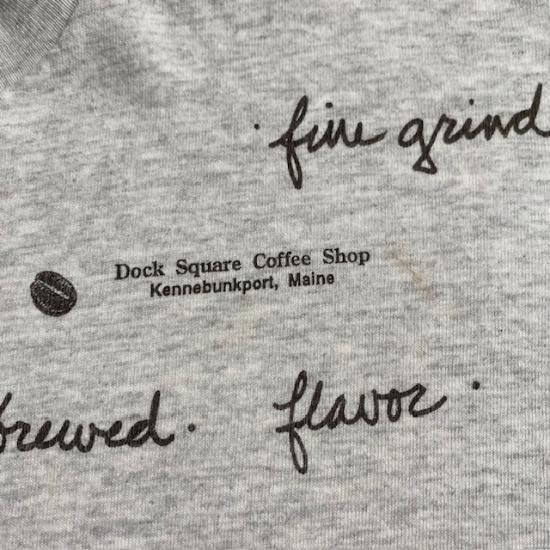 · fine grind
Dock Square Coffee Shop
Kennebunkport, Maine
brewed. flavor ·